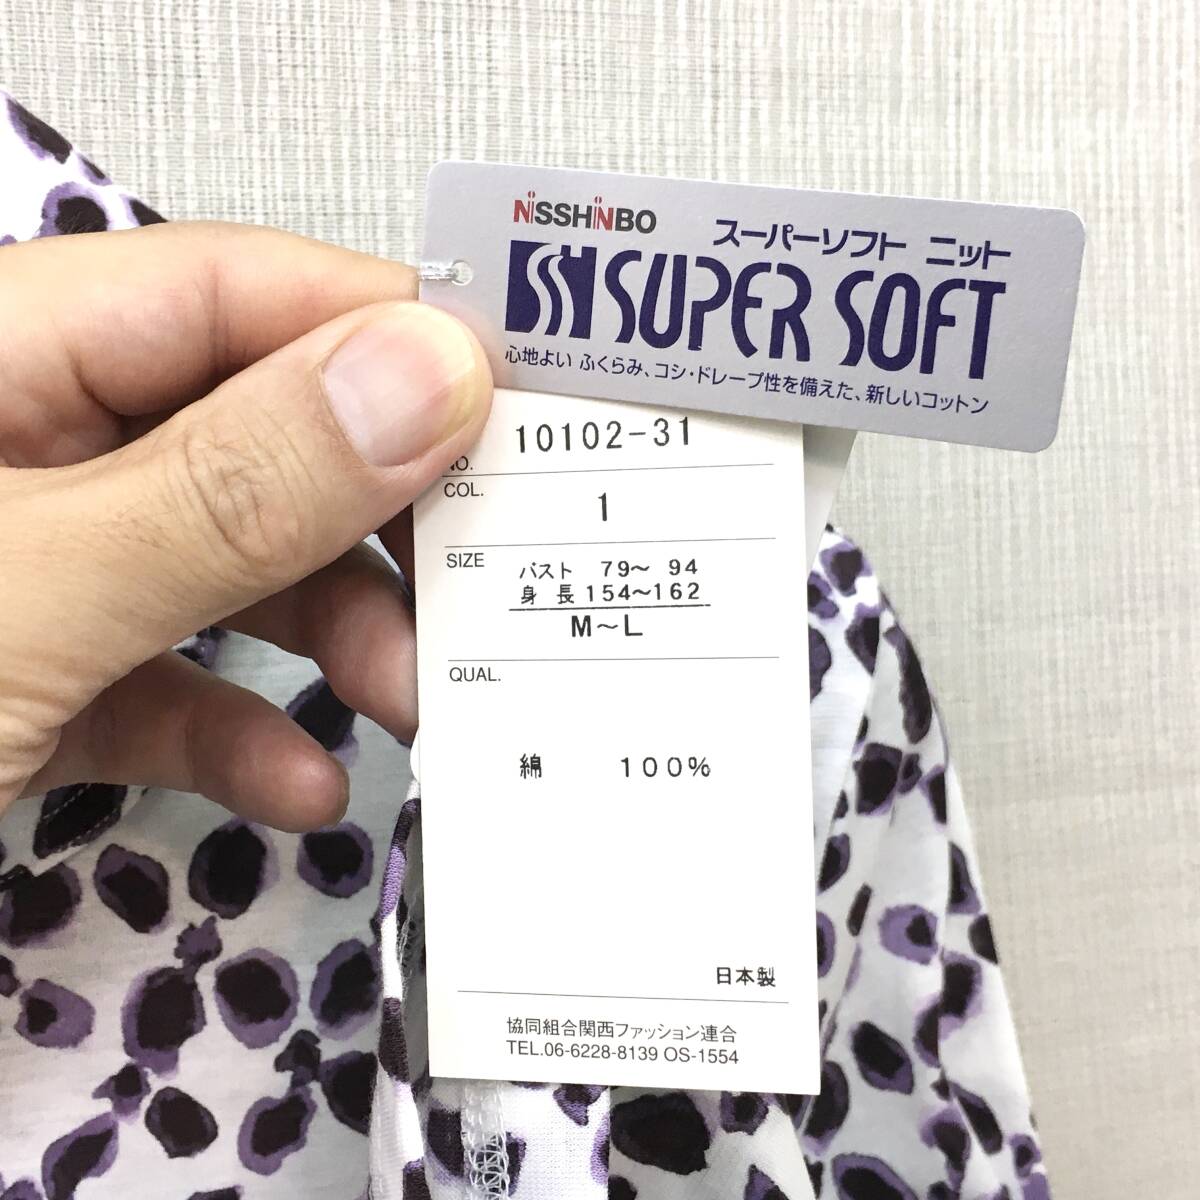 NISSHINBO
スーパーソフト ニット
SUPER SOFT
心地よい ふくらみ、コシ・ドレープ性を備えた、新しいコットン
NO. 10102-31
COL. 1
SIZE
バスト 79〜 94
身長 154〜162
M〜L
QUAL.
綿 100%
日本製
協同組合関西ファッション連合
TEL.06-6228-8139 OS-1554